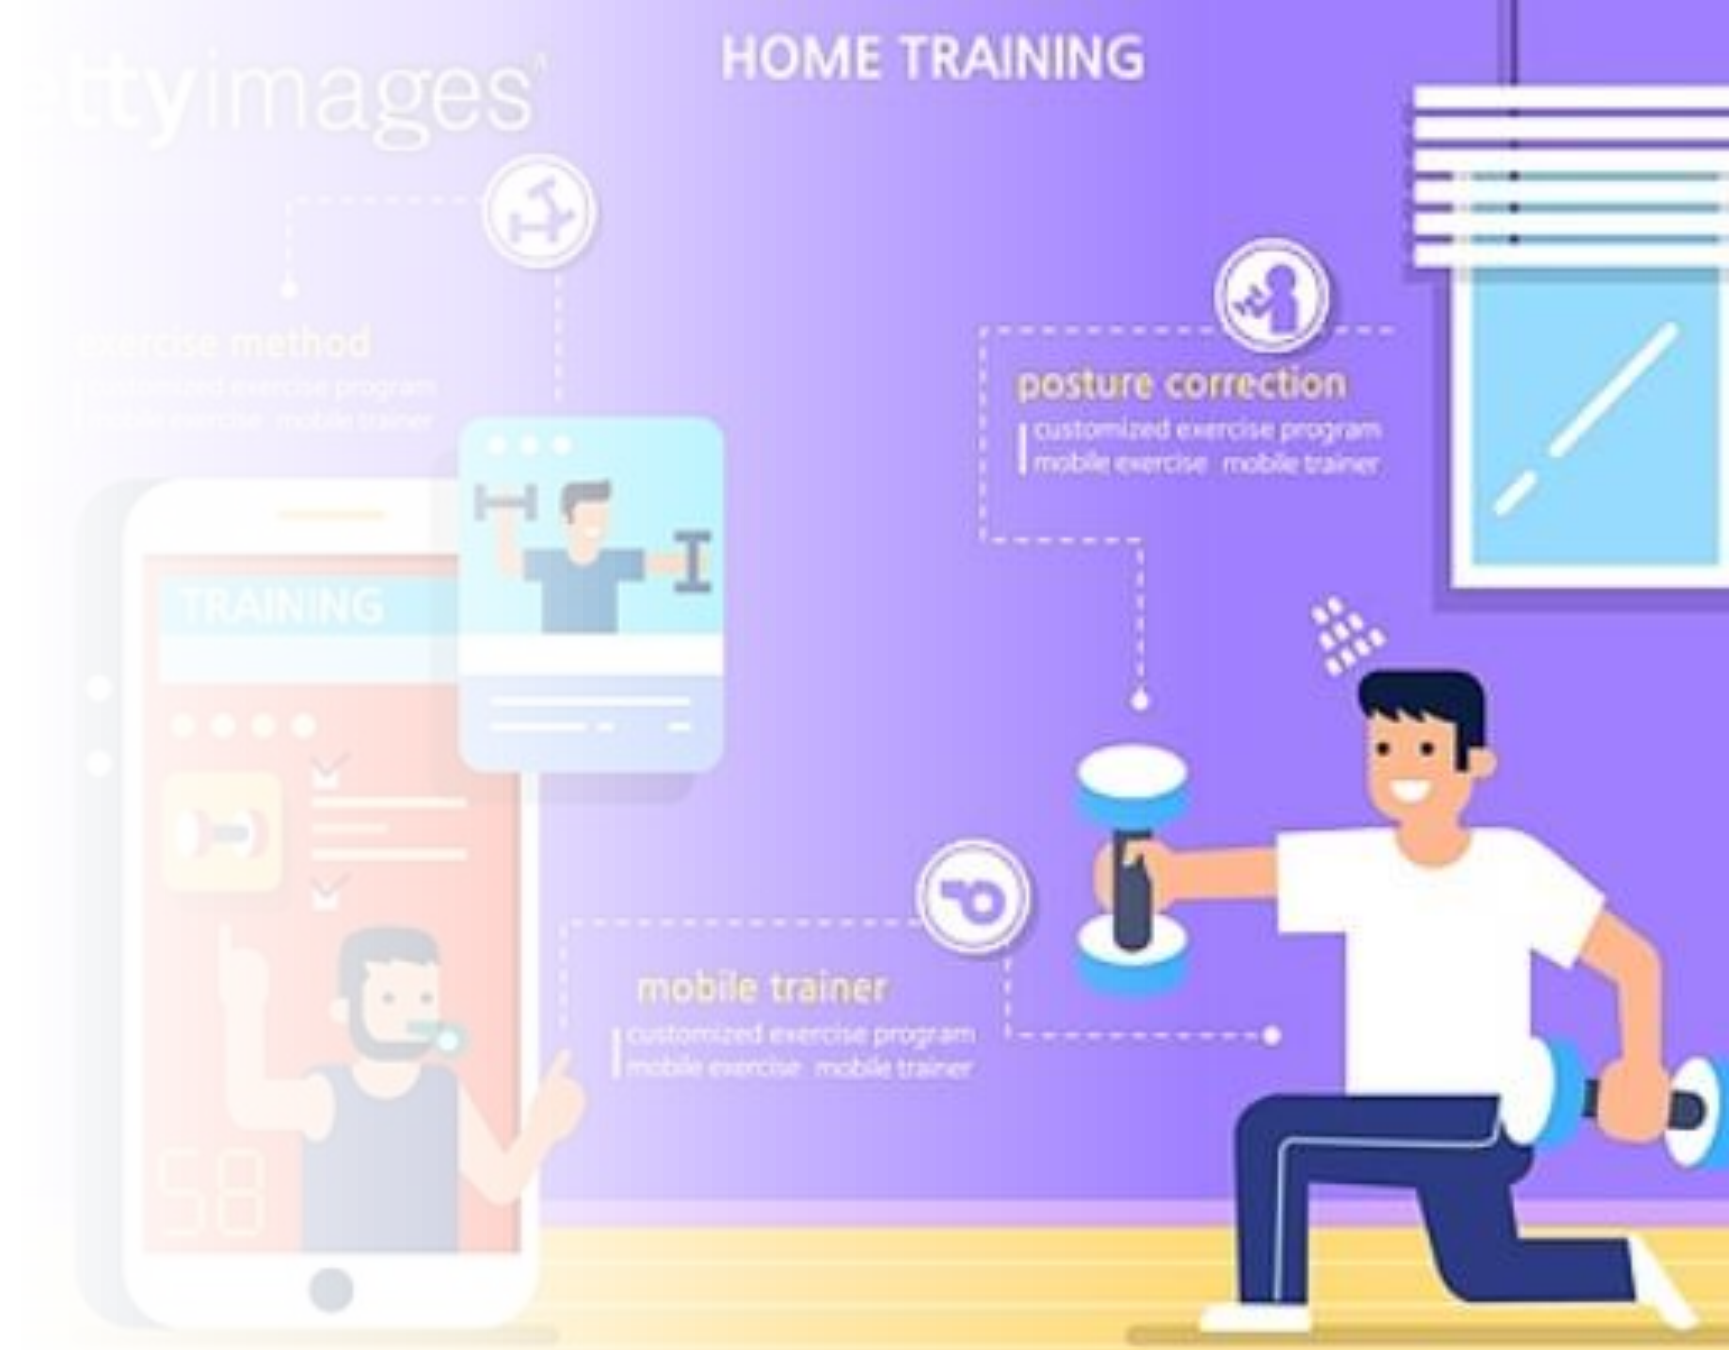 HOME TRAINING
ettyimages
exercise method
customized exercise program
mobile exercise mobile trainer
posture correction
customized exercise program
mobile exercise mobile trainer
TRAINING
mobile trainer
customized exercise program
mobile exercise mobile trainer
58